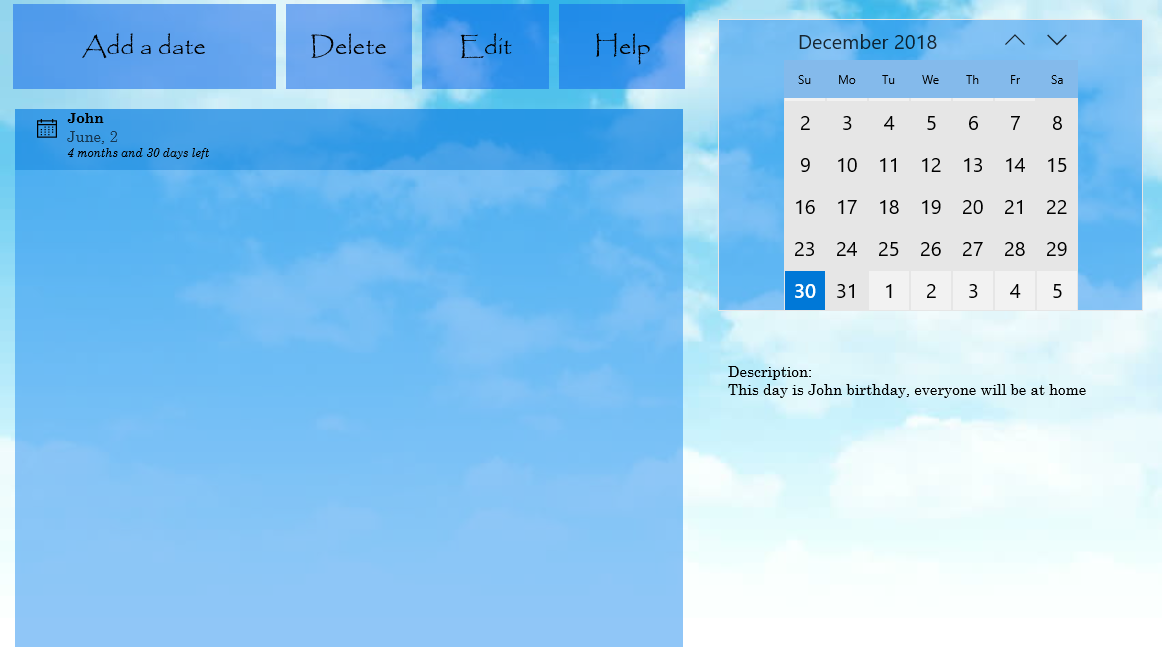 Add a date
Delete
Edit
Help
John
June, 2
4 months and 30 days left
December 2018
Su Mo Tu We Th Fr Sa
2 3 4 5 6 7 8
9 10 11 12 13 14 15
16 17 18 19 20 21 22
23 24 25 26 27 28 29
30 31 1 2 3 4 5
Description:
This day is John birthday, everyone will be at home